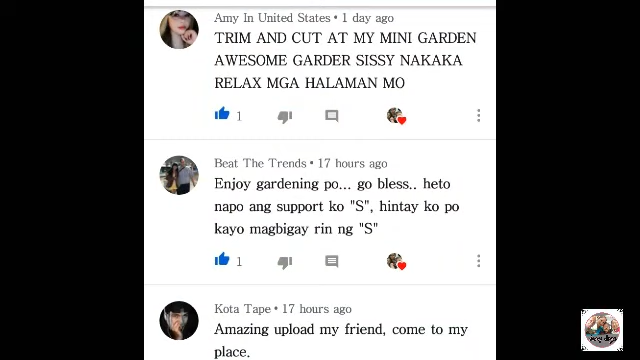 Amy In United States • 1 day ago
TRIM AND CUT AT MY MINI GARDEN
AWESOME GARDER SISSY NAKAKA
RELAX MGA HALAMAN MO
1
Beat The Trends • 17 hours ago
Enjoy gardening po... go bless.. heto
napo ang support ko "S", hintay ko po
kayo magbigay rin ng "S"
1
Kota Tape • 17 hours ago
Amazing upload my friend, come to my
place.